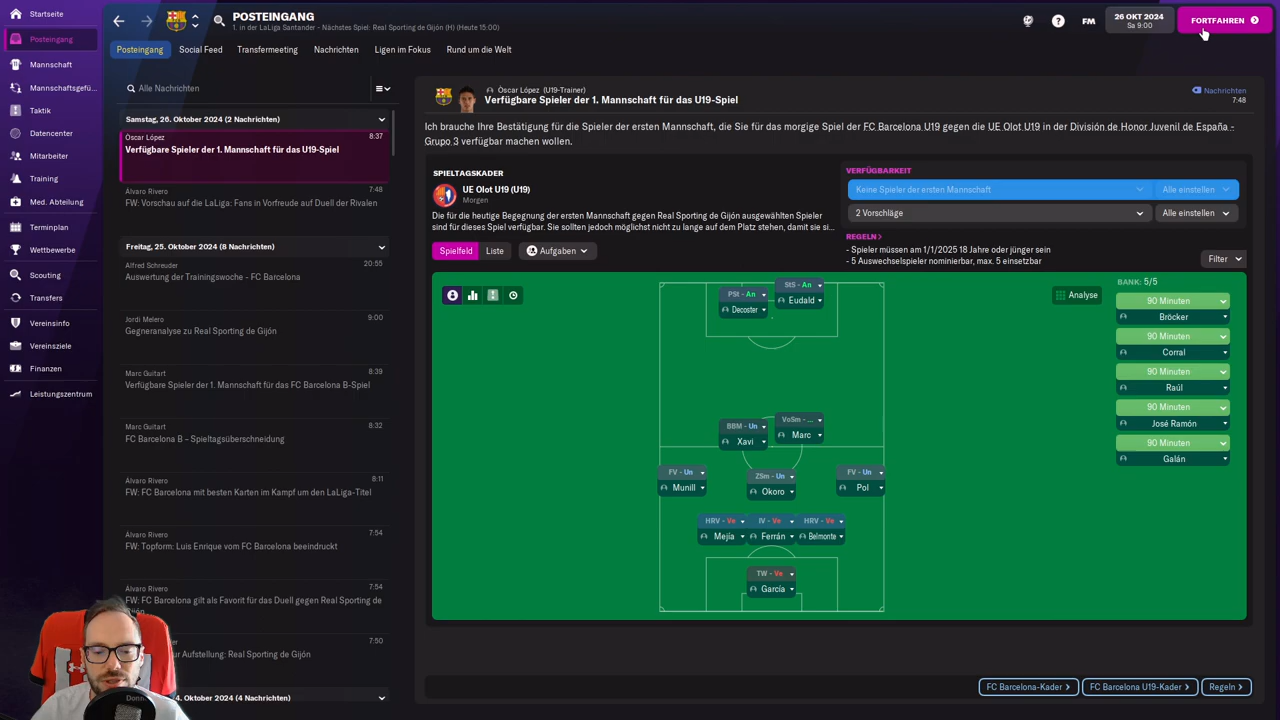 Startseite
Posteingang
Mannschaft
Mannschaftsgefü...
Taktik
Datencenter
Mitarbeiter
Training
Med. Abteilung
Terminplan
Wettbewerbe
Scouting
Transfers
Vereinsinfo
Vereinsziele
Finanzen
Leistungszentrum
POSTEINGANG
1. in der LaLiga Santander - Nächstes Spiel: Real Sporting de Gijón (H) (Heute 15:00)
FM
26 OKT 2024
Sa 9:00
FORTFAHREN
Posteingang
Social Feed
Transfermeeting
Nachrichten
Ligen im Fokus
Rund um die Welt
Alle Nachrichten
Samstag, 26. Oktober 2024 (2 Nachrichten)
Óscar López 8:37
Verfügbare Spieler der 1. Mannschaft für das U19-Spiel
Álvaro Rivero 7:48
FW: Vorschau auf die LaLiga: Fans in Vorfreude auf Duell der Rivalen
Freitag, 25. Oktober 2024 (8 Nachrichten)
Alfred Schreuder 20:55
Auswertung der Trainingswoche - FC Barcelona
Jordi Melero 9:00
Gegneranalyse zu Real Sporting de Gijón
Marc Guitart 8:39
Verfügbare Spieler der 1. Mannschaft für das FC Barcelona B-Spiel
Marc Guitart 8:32
FC Barcelona B – Spieltagsüberschneidung
Álvaro Rivero 8:11
FW: FC Barcelona mit besten Karten im Kampf um den LaLiga-Titel
Álvaro Rivero 7:54
FW: Topform: Luis Enrique vom FC Barcelona beeindruckt
Álvaro Rivero 7:54
FW: FC Barcelona gilt als Favorit für das Duell gegen Real Sporting de
7:50
zur Aufstellung: Real Sporting de Gijón
Oktober 2024 (4 Nachrichten)
Óscar López (U19-Trainer)
Verfügbare Spieler der 1. Mannschaft für das U19-Spiel
Nachrichten
7:48
Ich brauche Ihre Bestätigung für die Spieler der ersten Mannschaft, die Sie für das morgige Spiel der FC Barcelona U19 gegen die UE Olot U19 in der División de Honor Juvenil de España -
Grupo 3 verfügbar machen wollen.
SPIELTAGSKADER
UE Olot U19 (U19)
Morgen
Die für die heutige Begegnung der ersten Mannschaft gegen Real Sporting de Gijón ausgewählten Spieler
sind für dieses Spiel verfügbar. Sie sollten jedoch möglichst nicht zu lange auf dem Platz stehen, damit sie si...
VERFÜGBARKEIT
Keine Spieler der ersten Mannschaft
Alle einstellen
2 Vorschläge
Alle einstellen
REGELN >
- Spieler müssen am 1/1/2025 18 Jahre oder jünger sein
- 5 Auswechselspieler nominierbar, max. 5 einsetzbar
Spielfeld
Liste
Aufgaben
Filter
Analyse
PSt - An
Decoster
StS - An
Eudald
BBM - Un
Xavi
VoSm - ...
Marc
FV - Un
Munill
ZSm - Un
Okoro
FV - Un
Pol
HRV - Ve
Mejía
IV - Ve
Ferrán
HRV - Ve
Belmonte
TW - Ve
García
BANK: 5/5
90 Minuten
Bröcker
90 Minuten
Corral
90 Minuten
Raúl
90 Minuten
José Ramón
90 Minuten
Galán
FC Barcelona-Kader >
FC Barcelona U19-Kader >
Regeln >